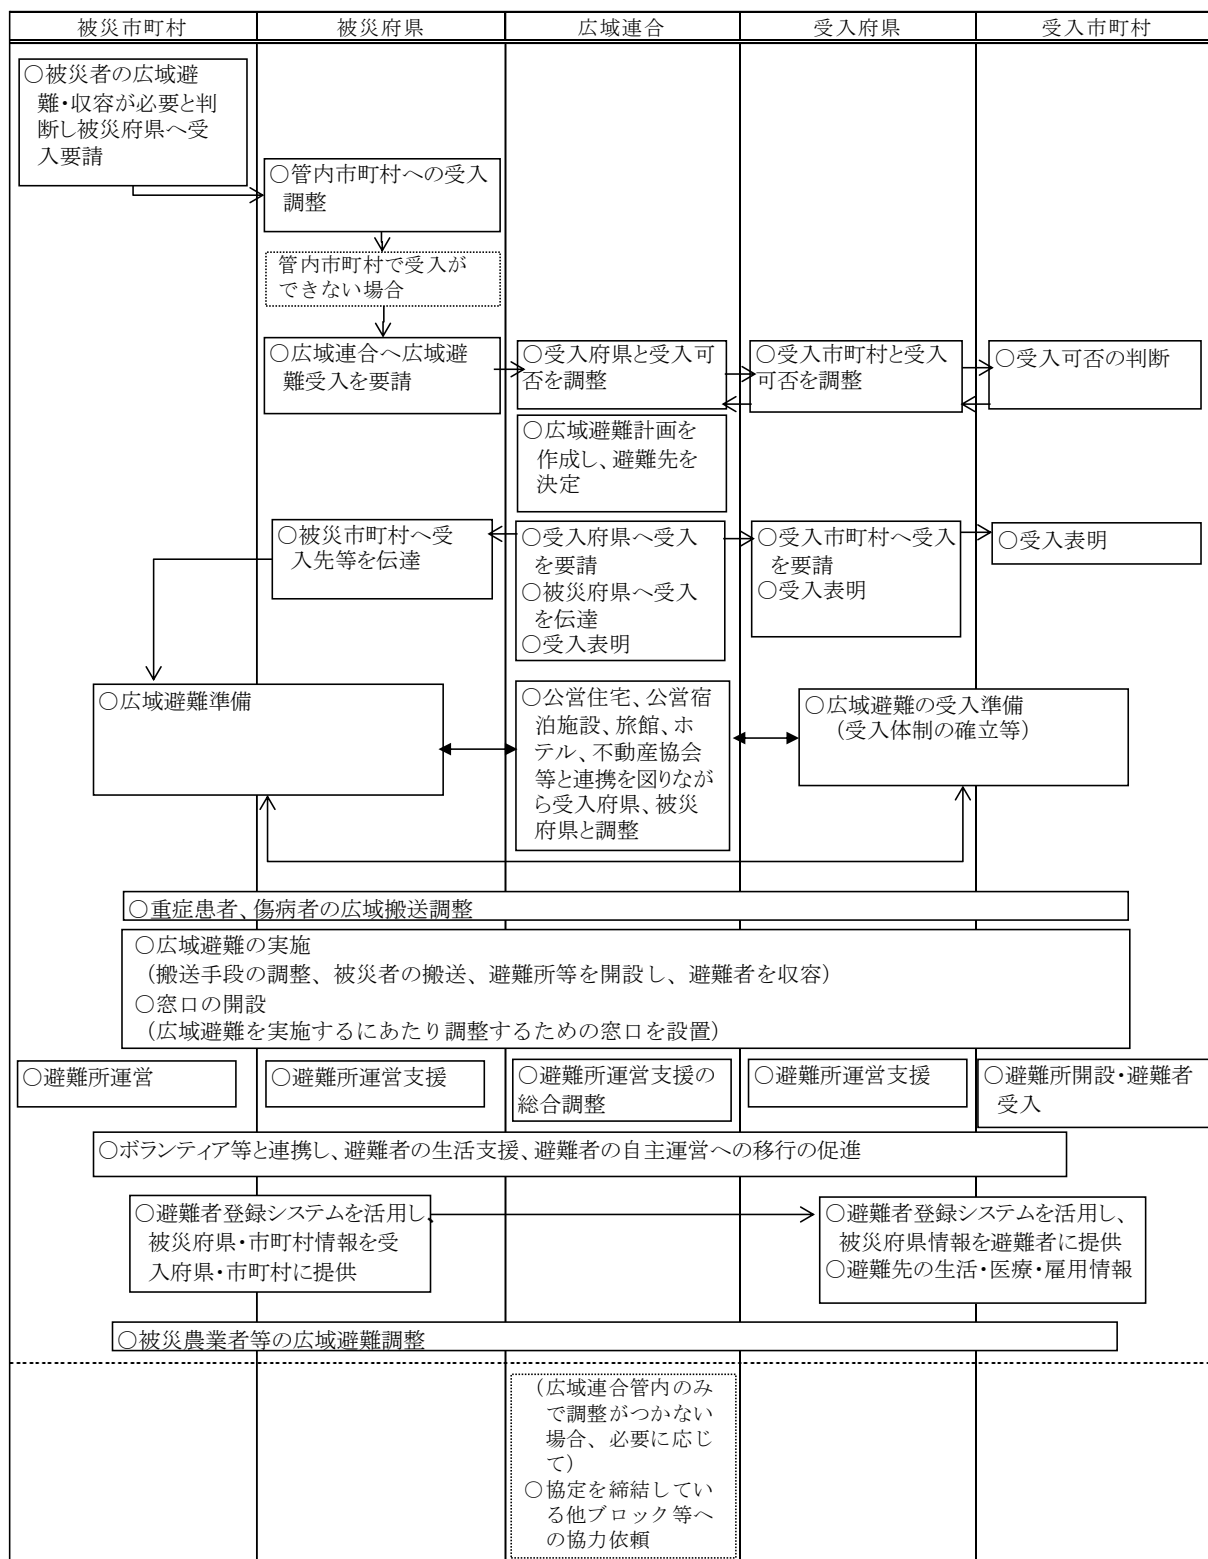 被災市町村
被災府県
広域連合
受入府県
受入市町村
○被災者の広域避
難・収容が必要と判
断し被災府県へ受
入要請
○管内市町村への受入
調整
管内市町村で受入が
できない場合
○広域連合へ広域避
難受入を要請
○受入府県と受入可
否を調整
○受入市町村と受入
可否を調整
○受入可否の判断
○広域避難計画を
作成し、避難先を
決定
○被災市町村へ受
入先等を伝達
○受入府県へ受入
を要請
○被災府県へ受入
を伝達
○受入表明
○受入市町村へ受入
を要請
○受入表明
○受入表明
○広域避難準備
○公営住宅、公営宿
泊施設、旅館、ホ
テル、不動産協会
等と連携を図りなが
ら受入府県、被災
府県と調整
○広域避難の受入準備
（受入体制の確立等）
○重症患者、傷病者の広域搬送調整
○広域避難の実施
（搬送手段の調整、被災者の搬送、避難所等を開設し、避難者を収容）
○窓口の開設
（広域避難を実施するにあたり調整するための窓口を設置）
○避難所運営
○避難所運営支援
○避難所運営支援の
総合調整
○避難所運営支援
○避難所開設・避難者
受入
○ボランティア等と連携し、避難者の生活支援、避難者の自主運営への移行の促進
○避難者登録システムを活用し、
被災府県・市町村情報を受
入府県・市町村に提供
○避難者登録システムを活用し、
被災府県情報を避難者に提供
○避難先の生活・医療・雇用情報
○被災農業者等の広域避難調整
（広域連合管内のみ
で調整がつかない
場合、必要に応じ
て）
○協定を締結してい
る他ブロック等へ
の協力依頼